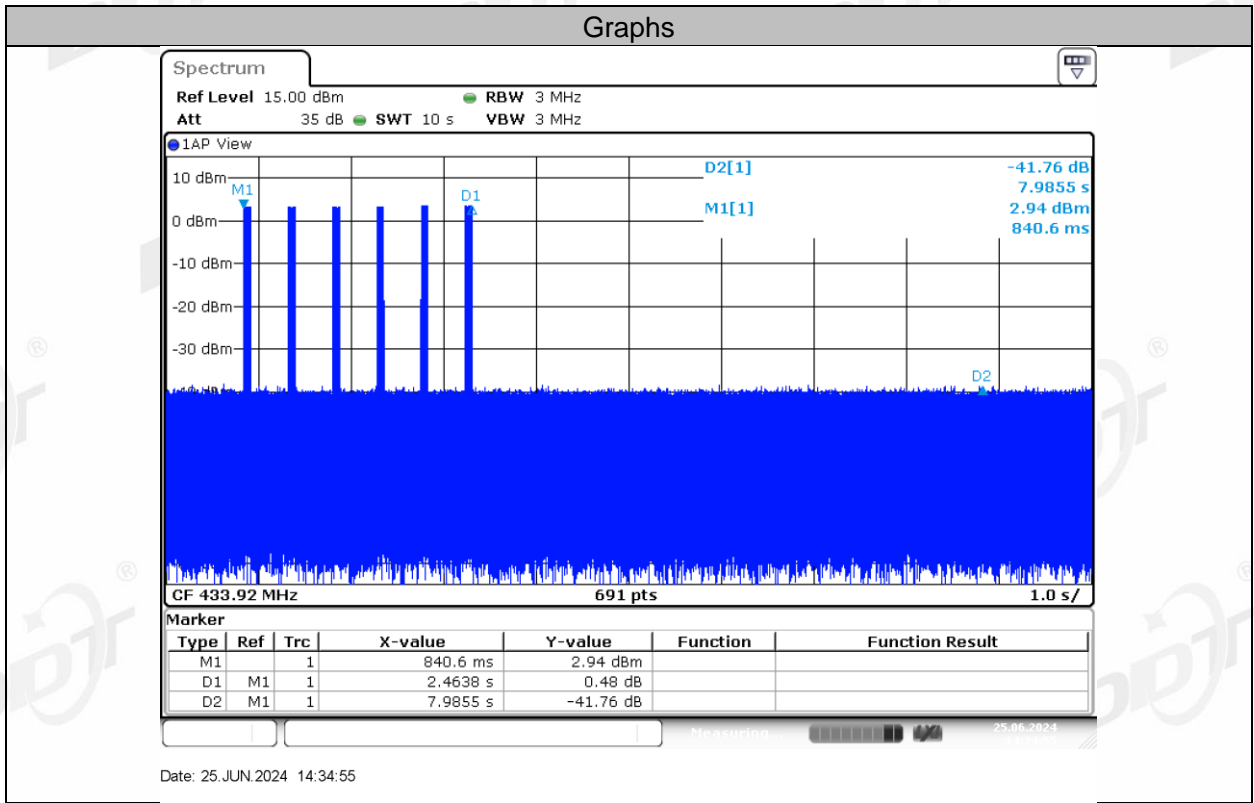 Graphs
Spectrum
Ref Level 15.00 dBm RBW 3 MHz
Att 35 dB SWT 10 s VBW 3 MHz
1AP View
D2[1] -41.76 dB
7.9855 s
M1[1] 2.94 dBm
840.6 ms
10 dBm
0 dBm
-10 dBm
-20 dBm
-30 dBm
M1
D1
D2
CF 433.92 MHz 691 pts 1.0 s/
Marker
Type Ref Trc X-value Y-value Function Function Result
M1 1 840.6 ms 2.94 dBm
D1 M1 1 2.4638 s 0.48 dB
D2 M1 1 7.9855 s -41.76 dB
Measuring 25.06.2024
Date: 25.JUN.2024 14:34:55